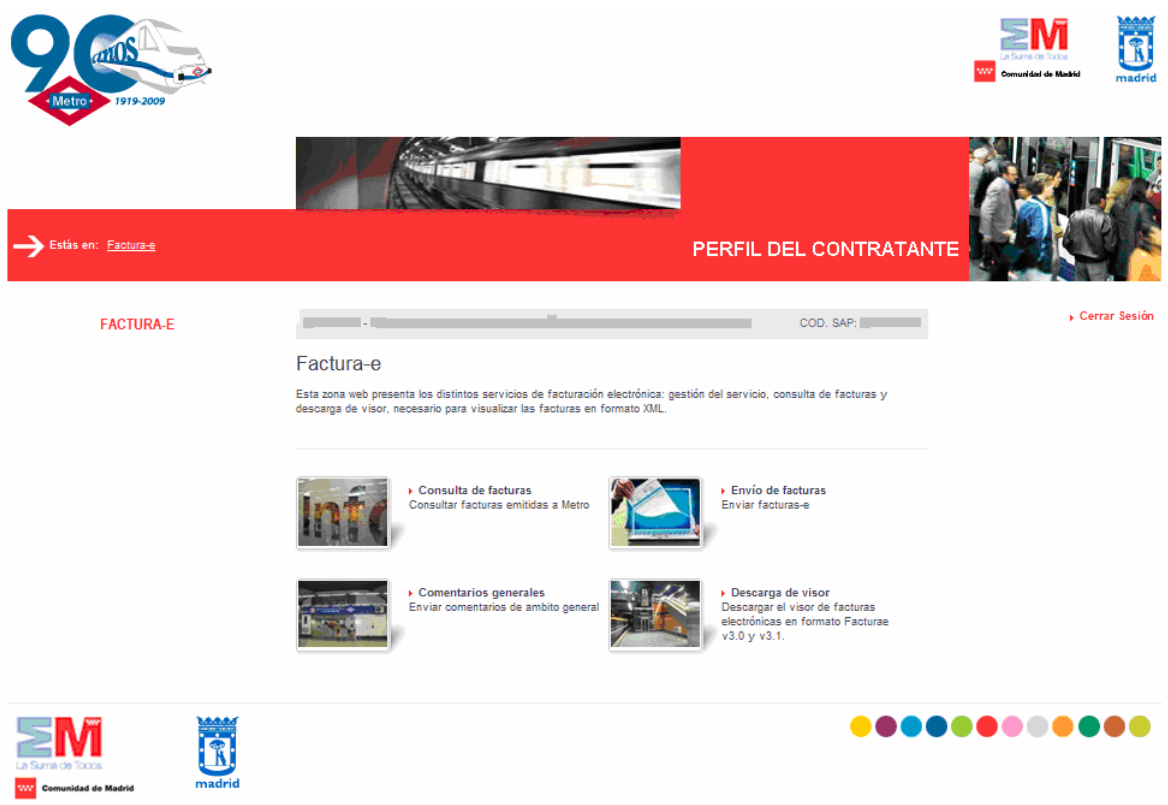 90
años
Metro
1919-2009
EM
La Suma de Todos
Comunidad de Madrid
madrid
Estás en: Factura-e
PERFIL DEL CONTRATANTE
FACTURA-E
- COD. SAP:
Cerrar Sesión
Factura-e
Esta zona web presenta los distintos servicios de facturación electrónica: gestión del servicio, consulta de facturas y
descarga de visor, necesario para visualizar las facturas en formato XML.
Info
Consulta de facturas
Consultar facturas emitidas a Metro
Envío de facturas
Enviar facturas-e
Comentarios generales
Enviar comentarios de ambito general
Descarga de visor
Descargar el visor de facturas
electrónicas en formato Facturae
v3.0 y v3.1.
EM
La Suma de Todos
Comunidad de Madrid
madrid